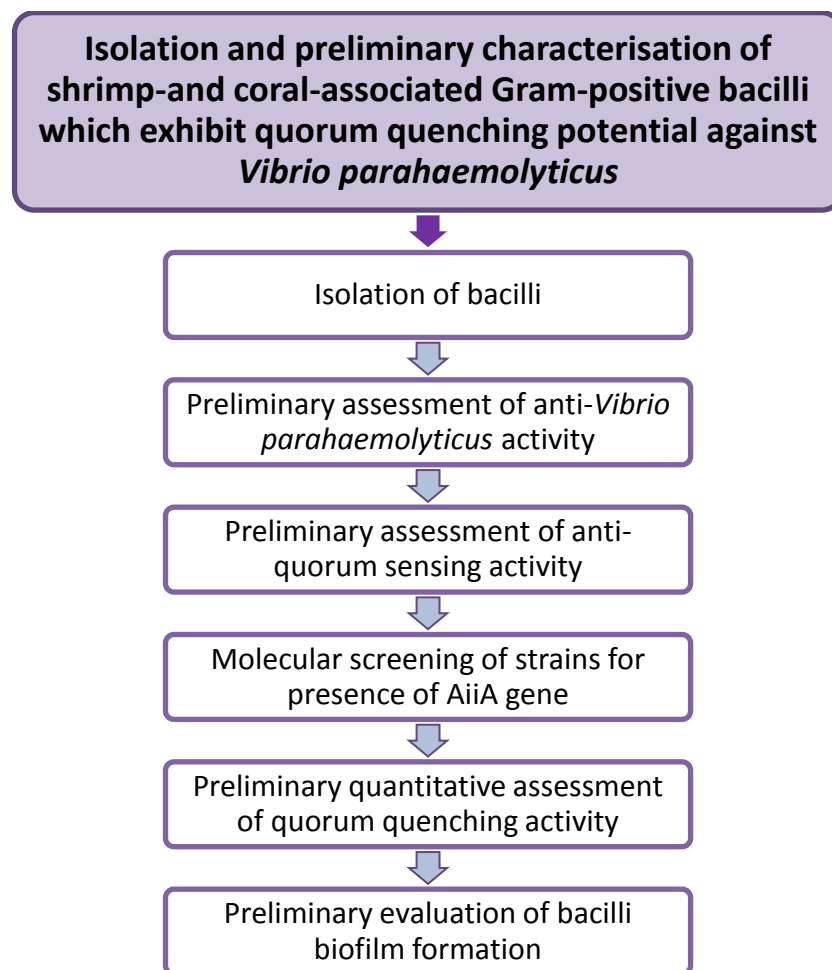 Isolation and preliminary characterisation of
shrimp-and coral-associated Gram-positive bacilli
which exhibit quorum quenching potential against
Vibrio parahaemolyticus
Isolation of bacilli
Preliminary assessment of anti-Vibrio
parahaemolyticus activity
Preliminary assessment of anti-
quorum sensing activity
Molecular screening of strains for
presence of AiiA gene
Preliminary quantitative assessment
of quorum quenching activity
Preliminary evaluation of bacilli
biofilm formation